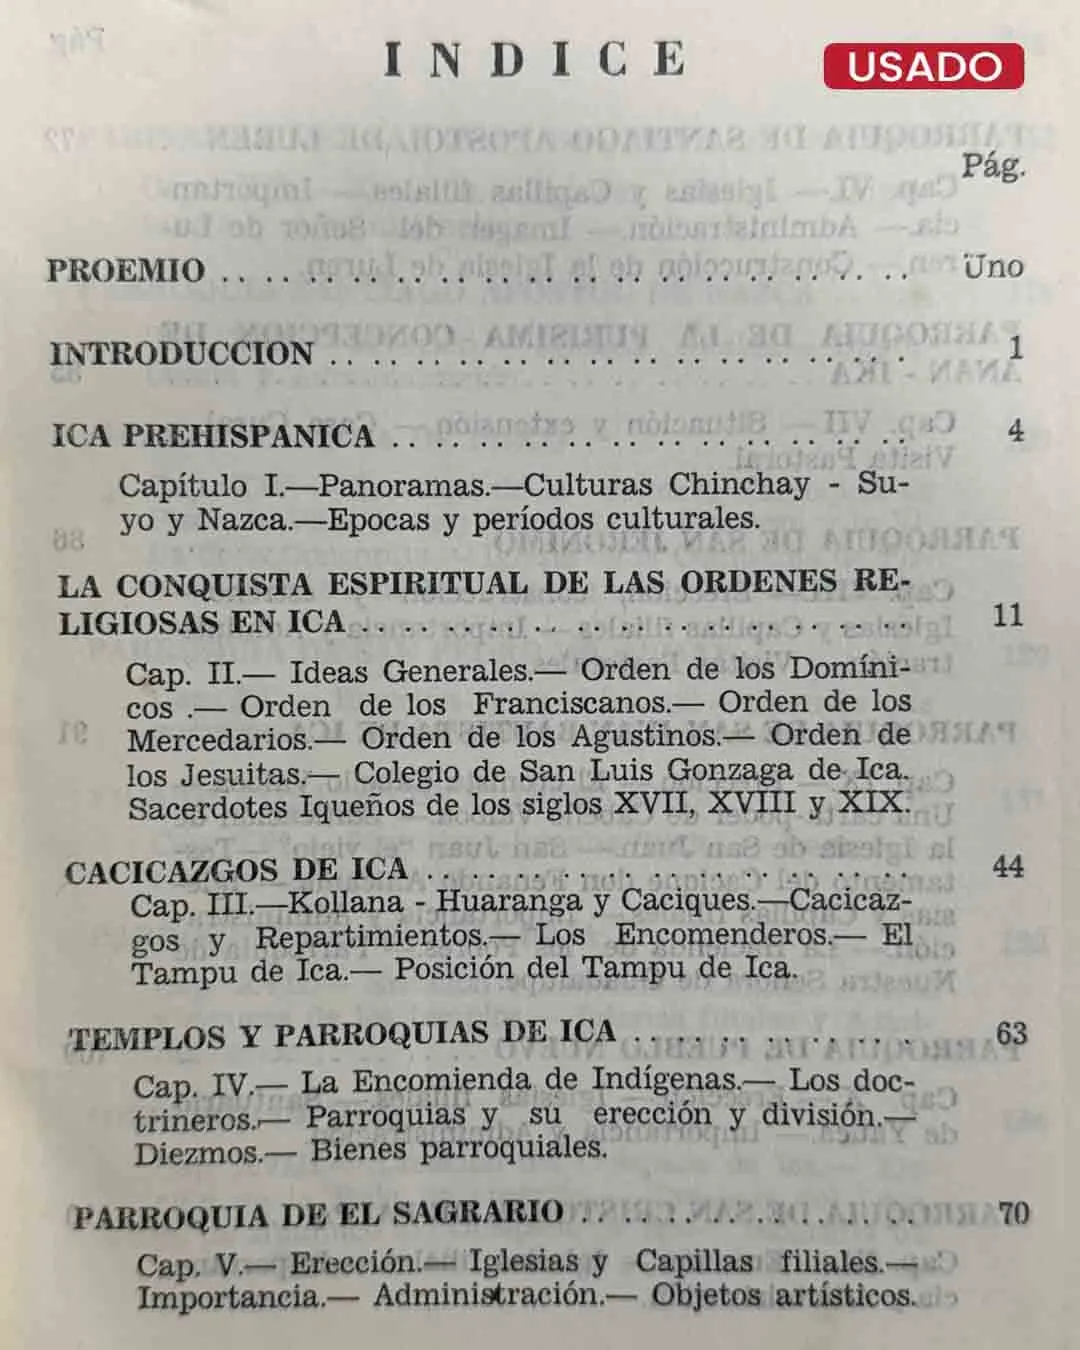 INDICE
USADO
Pág.
PROEMIO .. .. .. .. .. .. .. .. .. .. .. .. Uno
INTRODUCCION .. .. .. .. .. .. .. .. .. .. 1
ICA PREHISPANICA .. .. .. .. .. .. .. .. .. 4
Capítulo I.—Panoramas.—Culturas Chinchay - Su-
yo y Nazca.—Epocas y períodos culturales.
LA CONQUISTA ESPIRITUAL DE LAS ORDENES RE-
LIGIOSAS EN ICA .. .. .. .. .. .. .. .. .. .. 11
Cap. II.— Ideas Generales.— Orden de los Domíni-
cos .— Orden de los Franciscanos.— Orden de los
Mercedarios.— Orden de los Agustinos.— Orden de
los Jesuitas.— Colegio de San Luis Gonzaga de Ica.
Sacerdotes Iqueños de los siglos XVII, XVIII y XIX.
CACICAZGOS DE ICA .. .. .. .. .. .. .. .. .. 44
Cap. III.—Kollana - Huaranga y Caciques.—Cacicaz-
gos y Repartimientos.— Los Encomenderos.— El
Tampu de Ica.— Posición del Tampu de Ica.
TEMPLOS Y PARROQUIAS DE ICA .. .. .. .. .. 63
Cap. IV.— La Encomienda de Indígenas.— Los doc-
trineros.— Parroquias y su erección y división.—
Diezmos.— Bienes parroquiales.
PARROQUIA DE EL SAGRARIO .. .. .. .. .. .. 70
Cap. V.— Erección.— Iglesias y Capillas filiales.—
Importancia.— Administración.— Objetos artísticos.